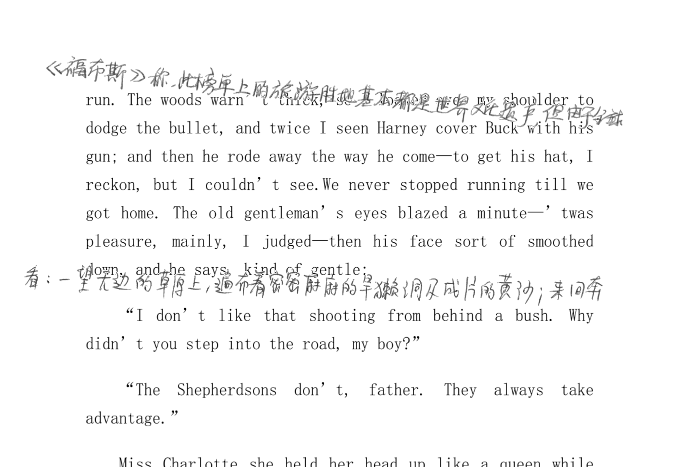 《福布斯》称,此榜单上的旅游胜地基本都是世界文化遗产,但由于全球
run. The woods warn't thick, so I my shoulder to
dodge the bullet, and twice I seen Harney cover Buck with his
gun; and then he rode away the way he come—to get his hat, I
reckon, but I couldn't see.We never stopped running till we
got home. The old gentleman's eyes blazed a minute—'twas
pleasure, mainly, I judged—then his face sort of smoothed
down, and he says, kind of gentle:
看:一望无边的草原上,遍布着密密麻麻的旱獭洞及成片的黄沙;来回奔
“I don't like that shooting from behind a bush. Why
didn't you step into the road, my boy?”
“The Shepherdsons don't, father. They always take
advantage.”
Miss Charlotte she held her head up like a queen while